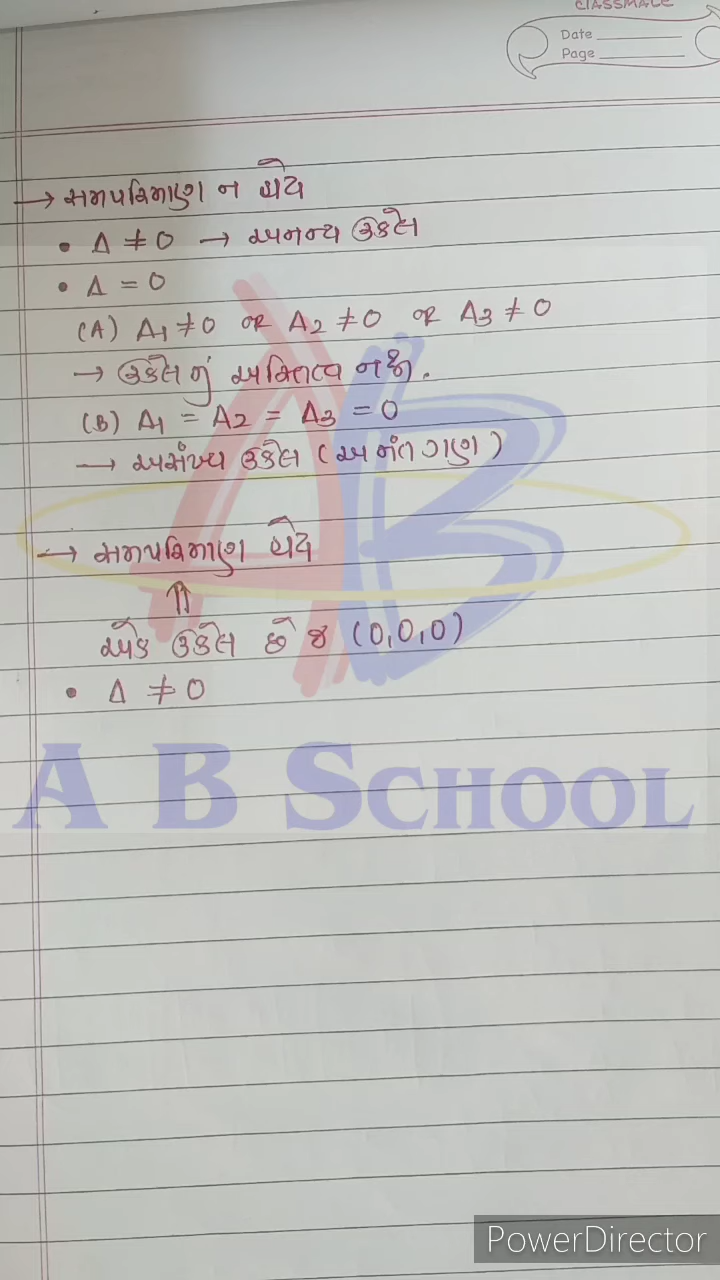 CLASSMATE
Date
Page
→ સમપરિમાણ ન હોય
• Δ ≠ 0 → અનન્ય ઉકેલ
• Δ = 0
(A) Δ1 ≠ 0 or Δ2 ≠ 0 or Δ3 ≠ 0
→ ઉકેલ નું અસ્તિત્વ નથી.
(B) Δ1 = Δ2 = Δ3 = 0
→ અસંખ્ય ઉકેલ (અનંત ગણ)
→ સમપરિમાણ હોય
⇑
એક ઉકેલ છે જ (0,0,0)
• Δ ≠ 0
AB
A B SCHOOL
PowerDirector